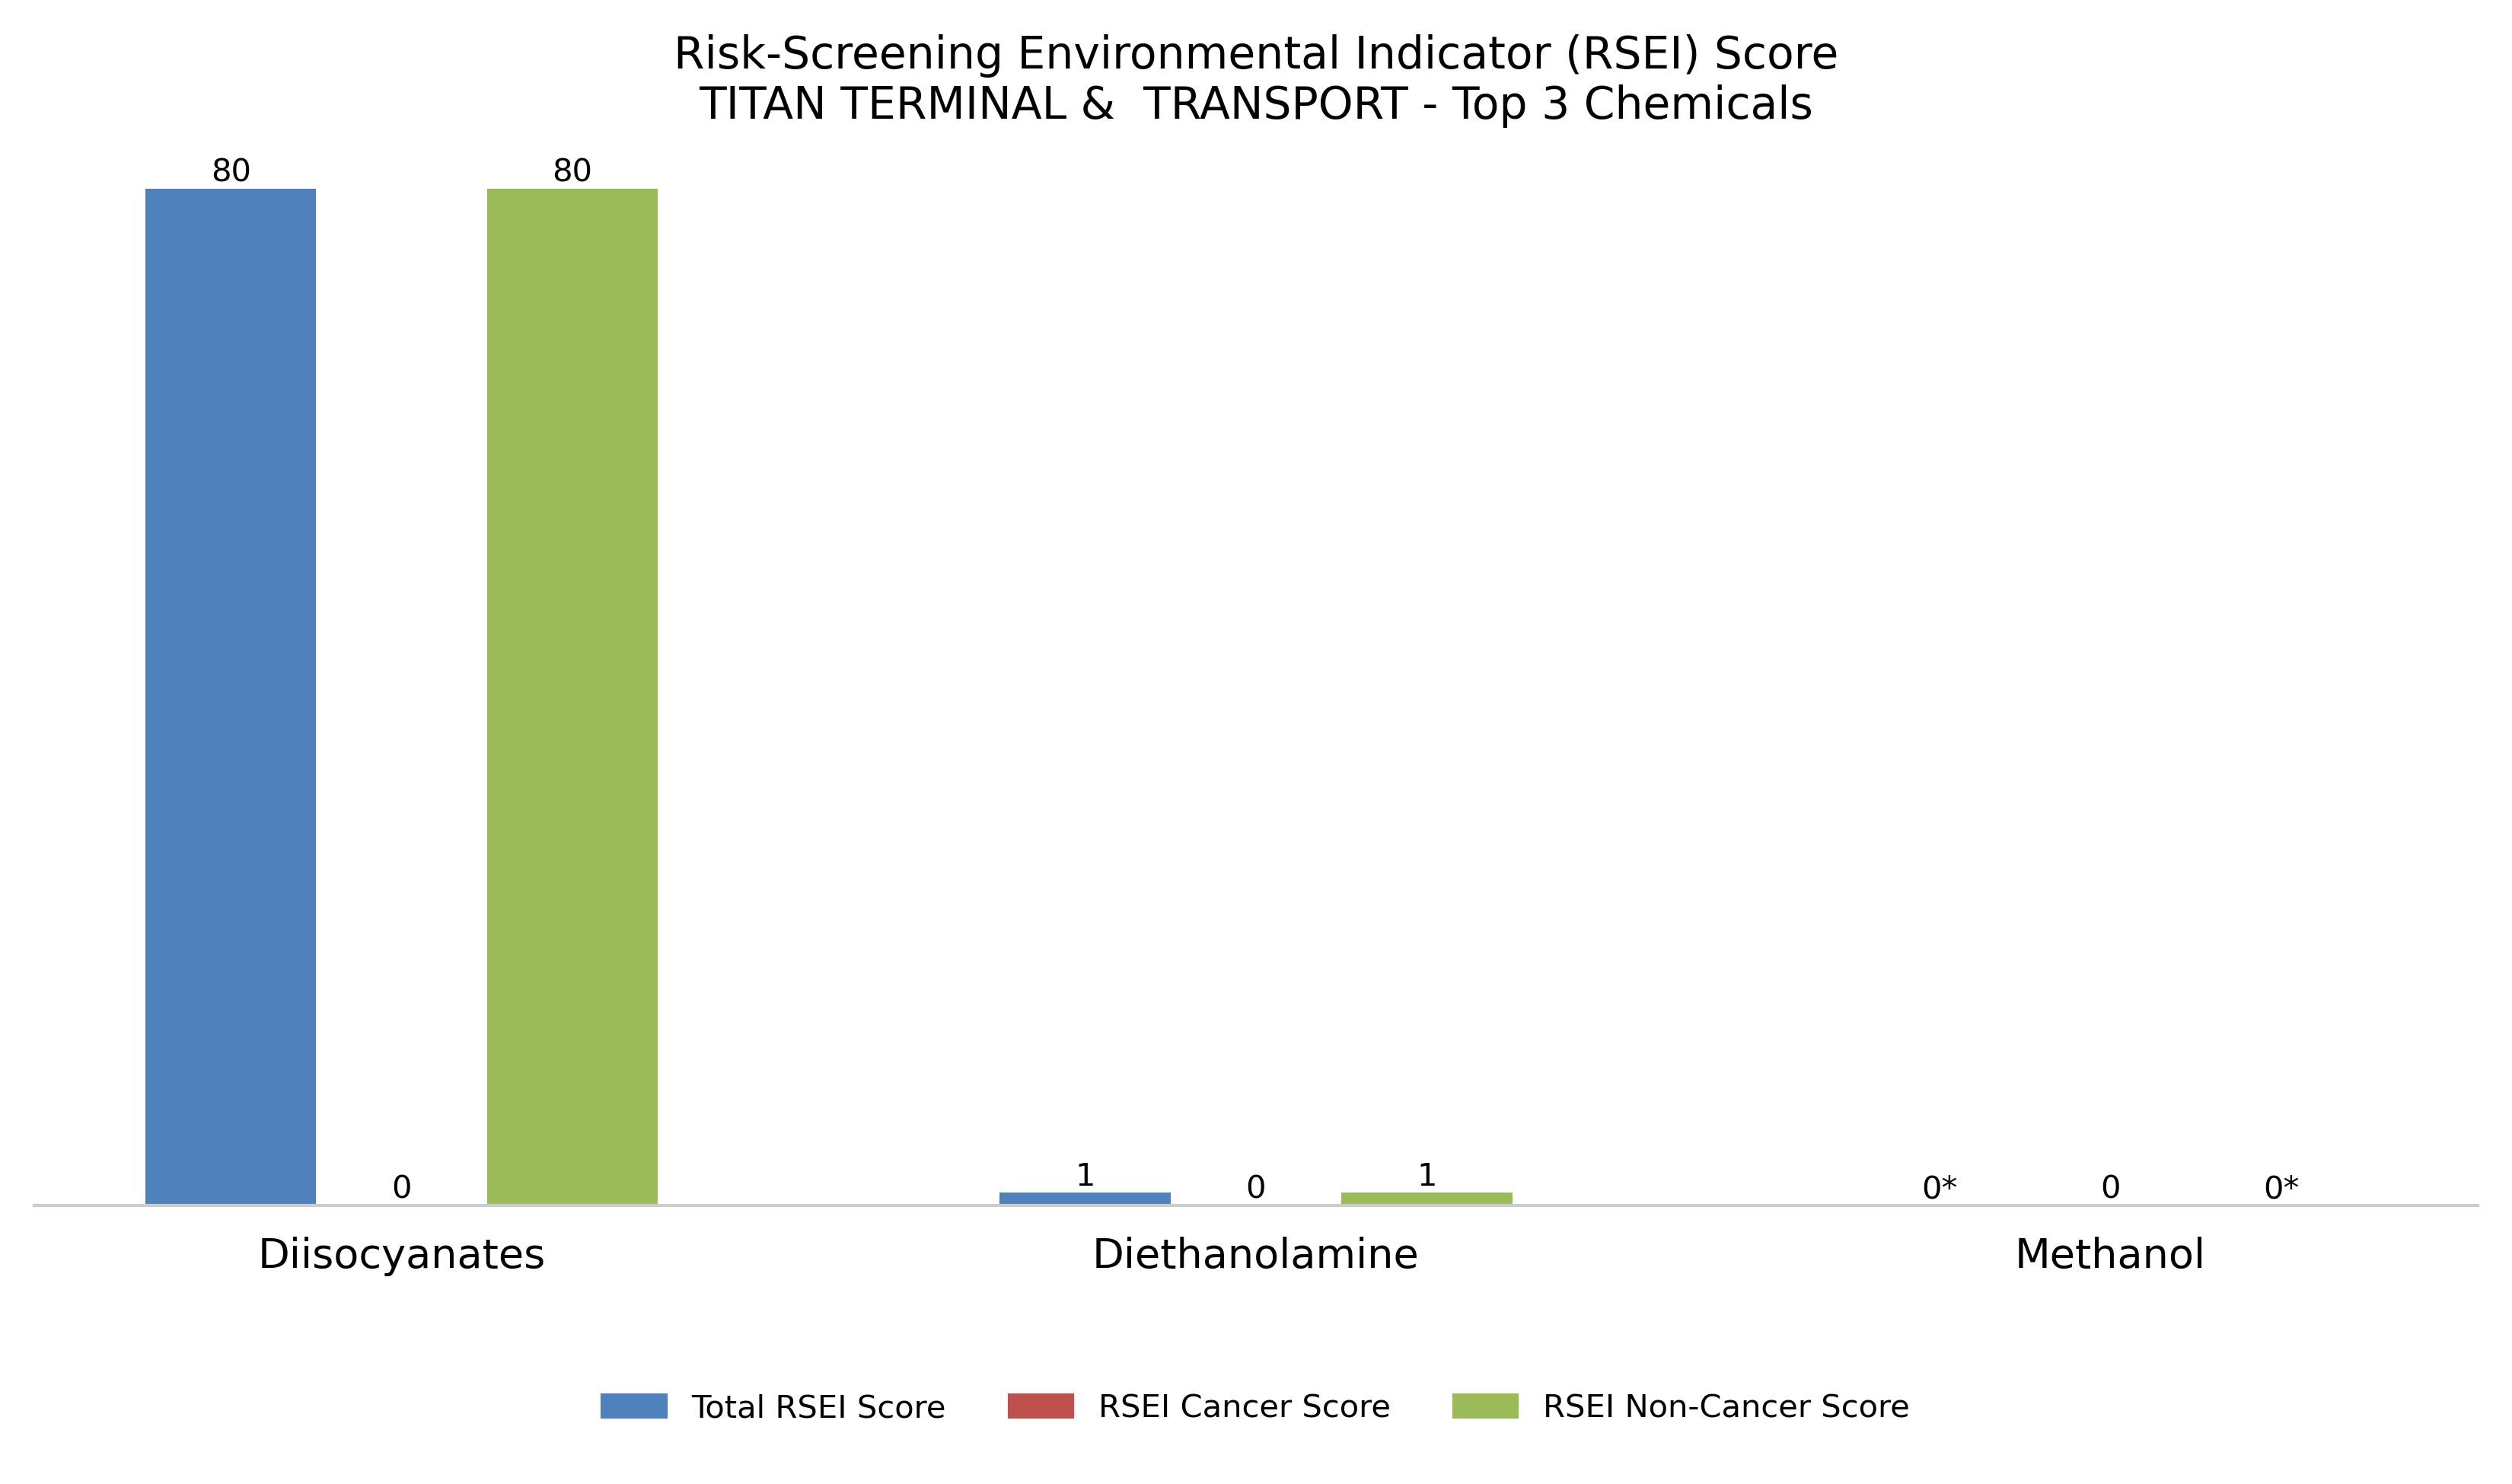 Risk-Screening Environmental Indicator (RSEI) Score
TITAN TERMINAL &  TRANSPORT - Top 3 Chemicals
80
80
0
1
0
1
0*
0
0*
Diisocyanates
Diethanolamine
Methanol
Total RSEI Score
RSEI Cancer Score
RSEI Non-Cancer Score